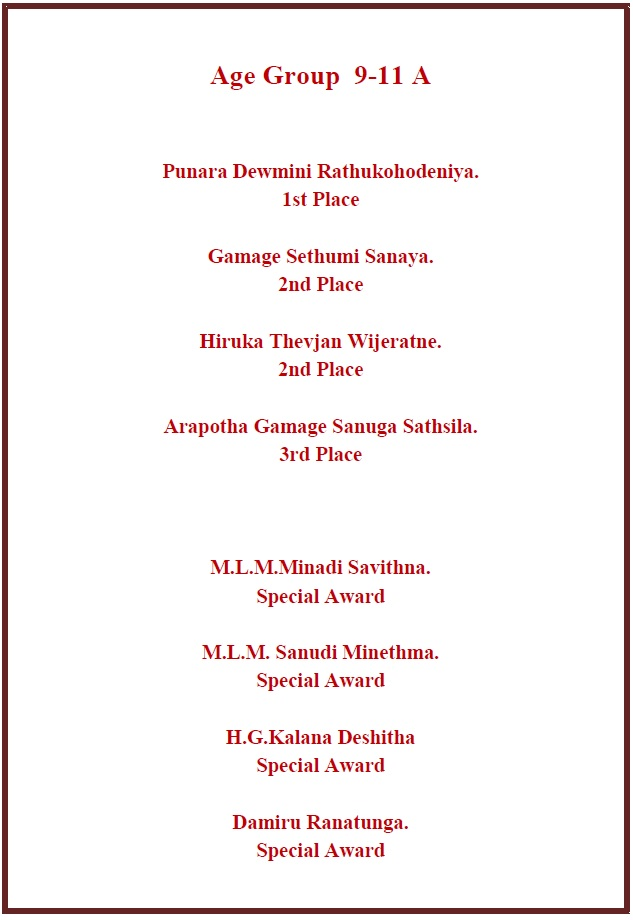 Age Group  9-11 A
Punara Dewmini Rathukohodeniya.
1st Place
Gamage Sethumi Sanaya.
2nd Place
Hiruka Thevjan Wijeratne.
2nd Place
Arapotha Gamage Sanuga Sathsila.
3rd Place
M.L.M.Minadi Savithna.
Special Award
M.L.M. Sanudi Minethma.
Special Award
H.G.Kalana Deshitha
Special Award
Damiru Ranatunga.
Special Award